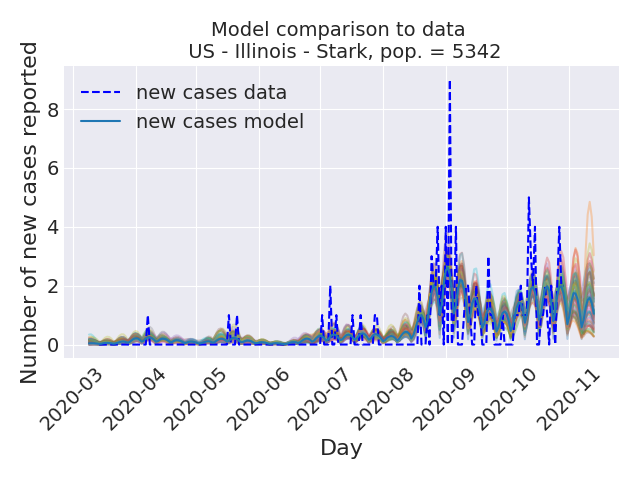 Model comparison to data
US - Illinois - Stark, pop. = 5342
Number of new cases reported
8
6
4
2
0
new cases data
new cases model
2020-03
2020-04
2020-05
2020-06
2020-07
2020-08
2020-09
2020-10
2020-11
Day